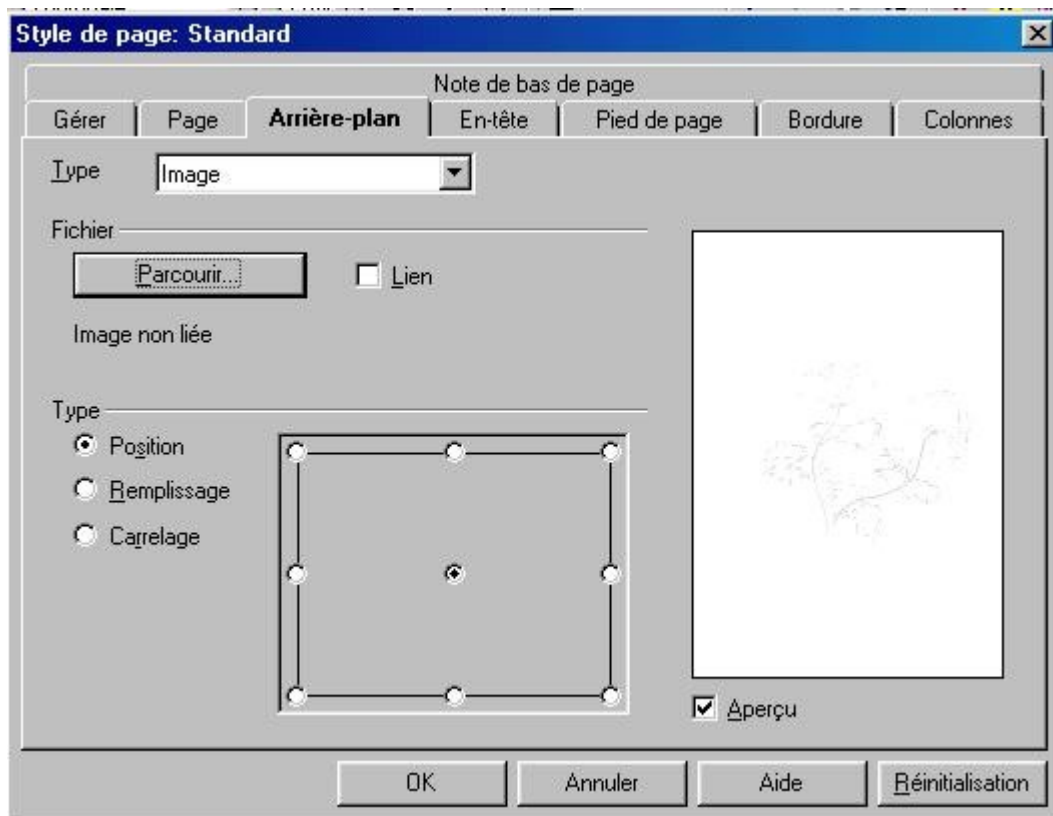 Style de page: Standard
Note de bas de page
Gérer Page Arrière-plan En-tête Pied de page Bordure Colonnes
Type Image
Fichier
Parcourir... Lien
Image non liée
Type
Position
Remplissage
Carrelage
Aperçu
OK Annuler Aide Réinitialisation